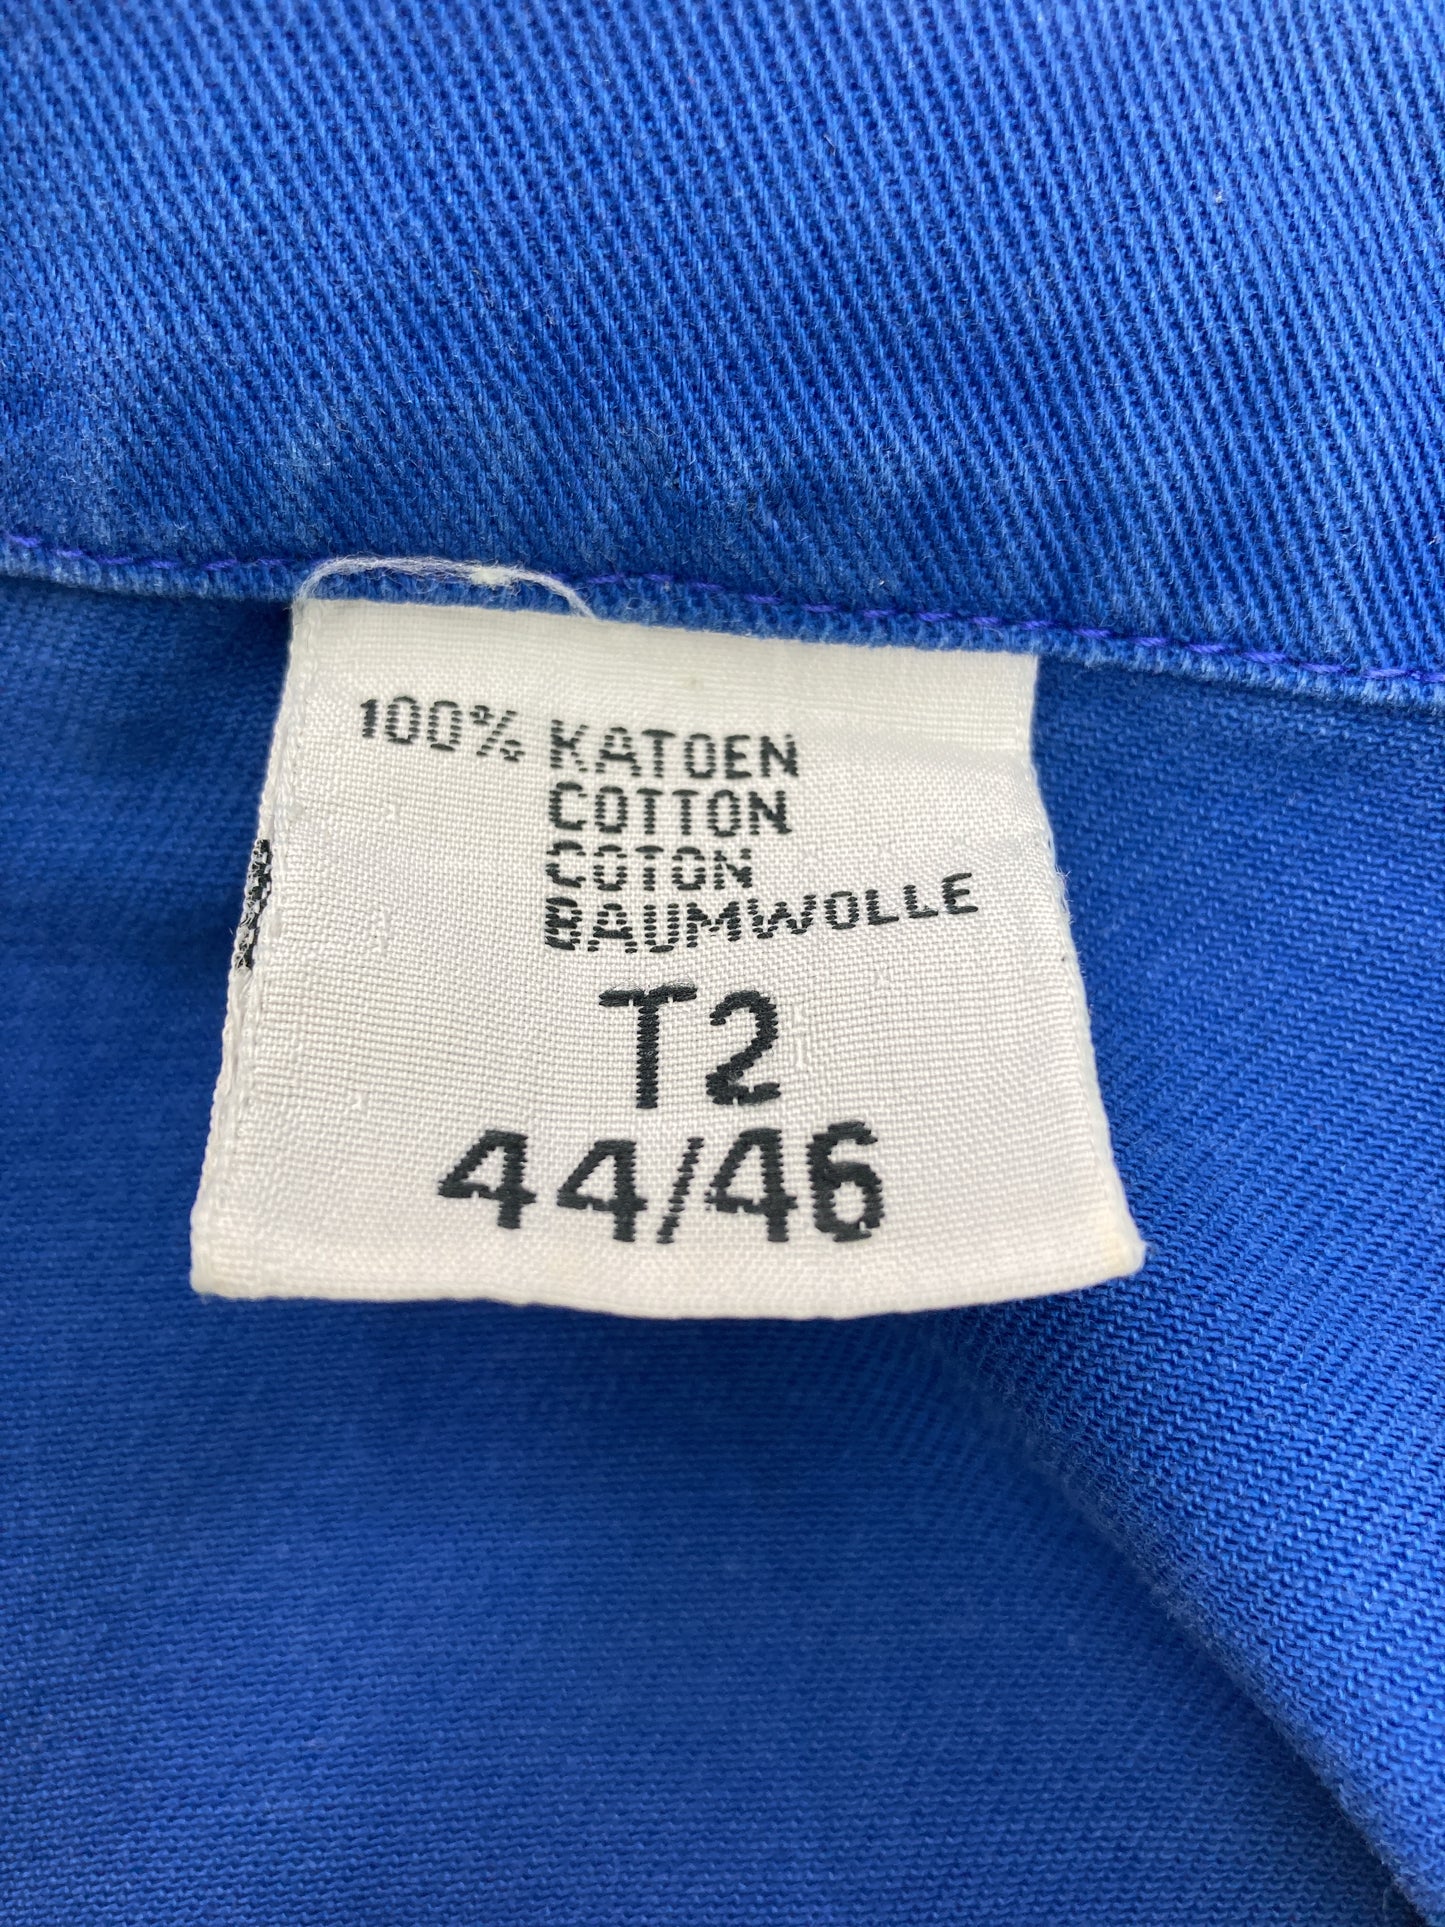 100% KATOEN
COTTON
COTON
BAUMWOLLE
T2
44/46